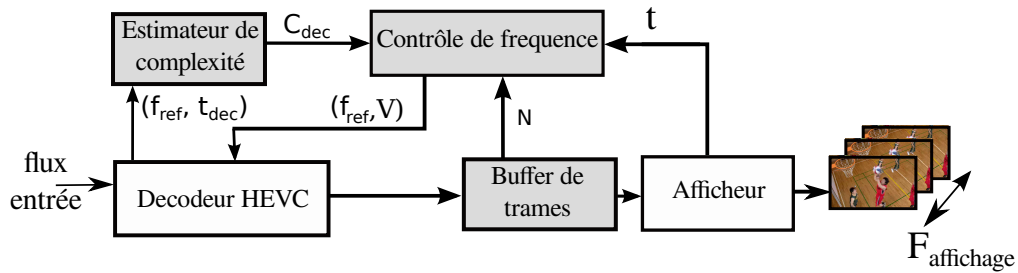 Estimateur de
complexité
C_dec
Contrôle de frequence
t
(f_ref, t_dec)
(f_ref,V)
N
flux
entrée
Decodeur HEVC
Buffer de
trames
Afficheur
F_affichage